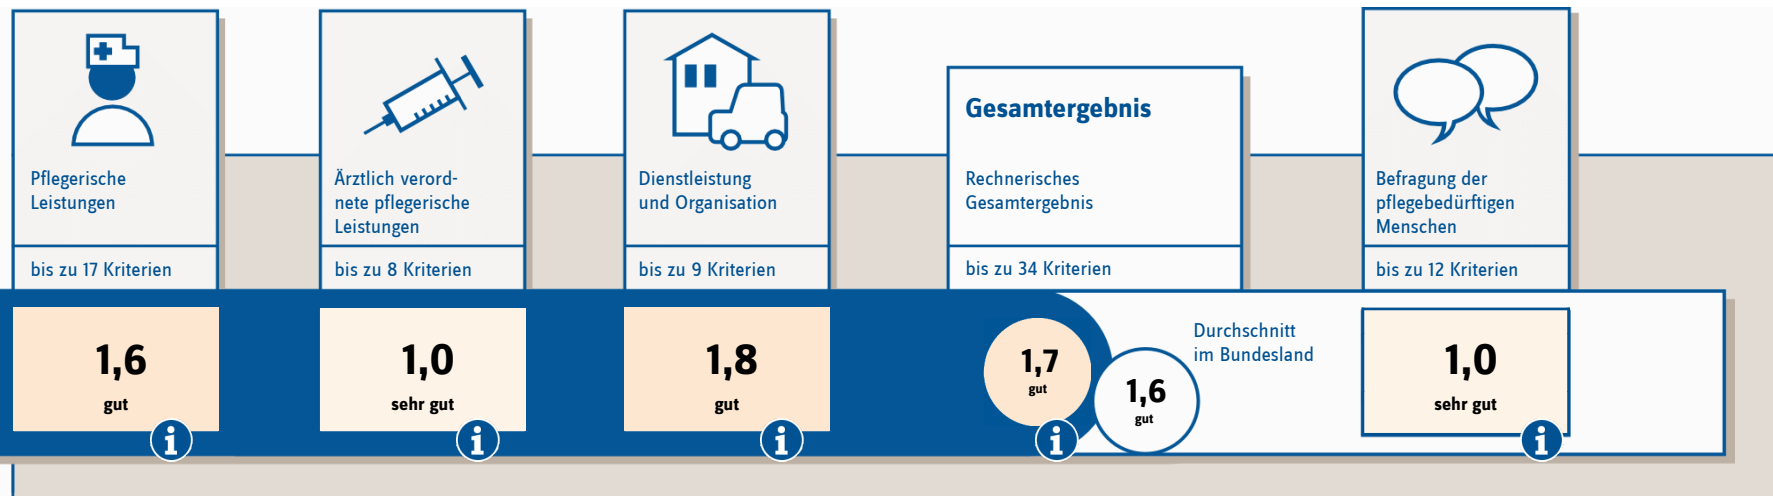 Pflegerische
Leistungen
bis zu 17 Kriterien
1,6
gut
i
Ärztlich verord-
nete pflegerische
Leistungen
bis zu 8 Kriterien
1,0
sehr gut
i
Dienstleistung
und Organisation
bis zu 9 Kriterien
1,8
gut
i
Gesamtergebnis
Rechnerisches
Gesamtergebnis
bis zu 34 Kriterien
1,7
gut
i
Durchschnitt
im Bundesland
1,6
gut
Befragung der
pflegebedürftigen
Menschen
bis zu 12 Kriterien
1,0
sehr gut
i